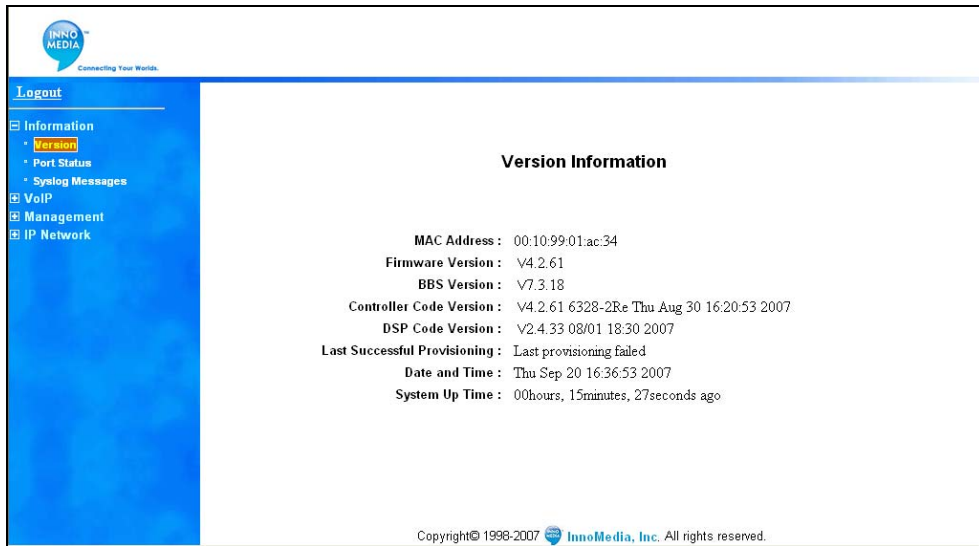 INNO
MEDIA
™
Connecting Your Worlds.
Logout
Information
Version
Port Status
Syslog Messages
VoIP
Management
IP Network
Version Information
MAC Address : 00:10:99:01:ac:34
Firmware Version : V4.2.61
BBS Version : V7.3.18
Controller Code Version : V4.2.61 6328-2Re Thu Aug 30 16:20:53 2007
DSP Code Version : V2.4.33 08/01 18:30 2007
Last Successful Provisioning : Last provisioning failed
Date and Time : Thu Sep 20 16:36:53 2007
System Up Time : 00hours, 15minutes, 27seconds ago
Copyright© 1998-2007 InnoMedia, Inc. All rights reserved.